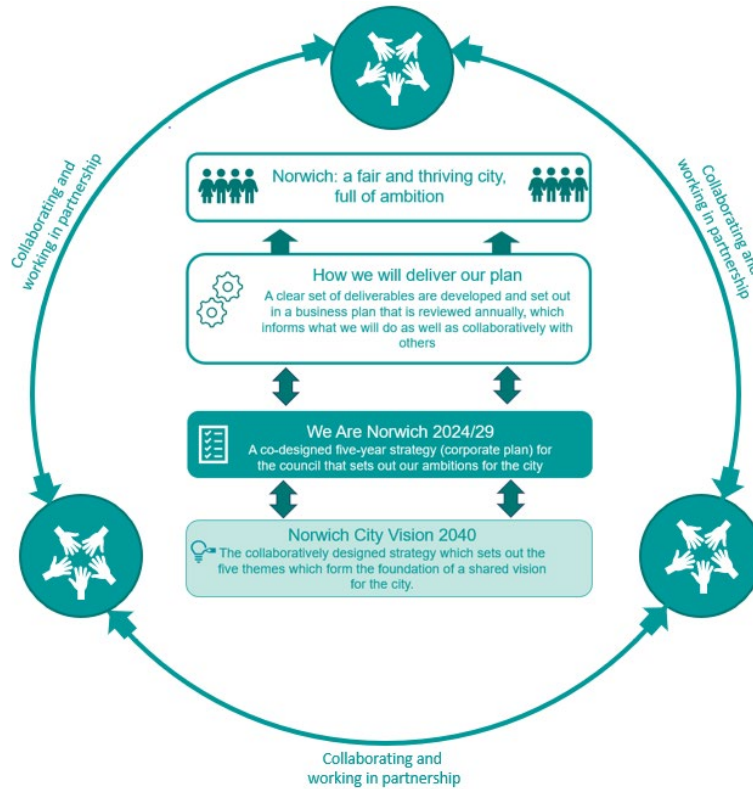 Norwich: a fair and thriving city,
full of ambition
Collaborating and
working in partnership
Collaborating and
working in partnership
How we will deliver our plan
A clear set of deliverables are developed and set out
in a business plan that is reviewed annually, which
informs what we will do as well as collaboratively with
others
We Are Norwich 2024/29
A co-designed five-year strategy (corporate plan) for
the council that sets out our ambitions for the city
Norwich City Vision 2040
The collaboratively designed strategy which sets out the
five themes which form the foundation of a shared vision
for the city.
Collaborating and
working in partnership